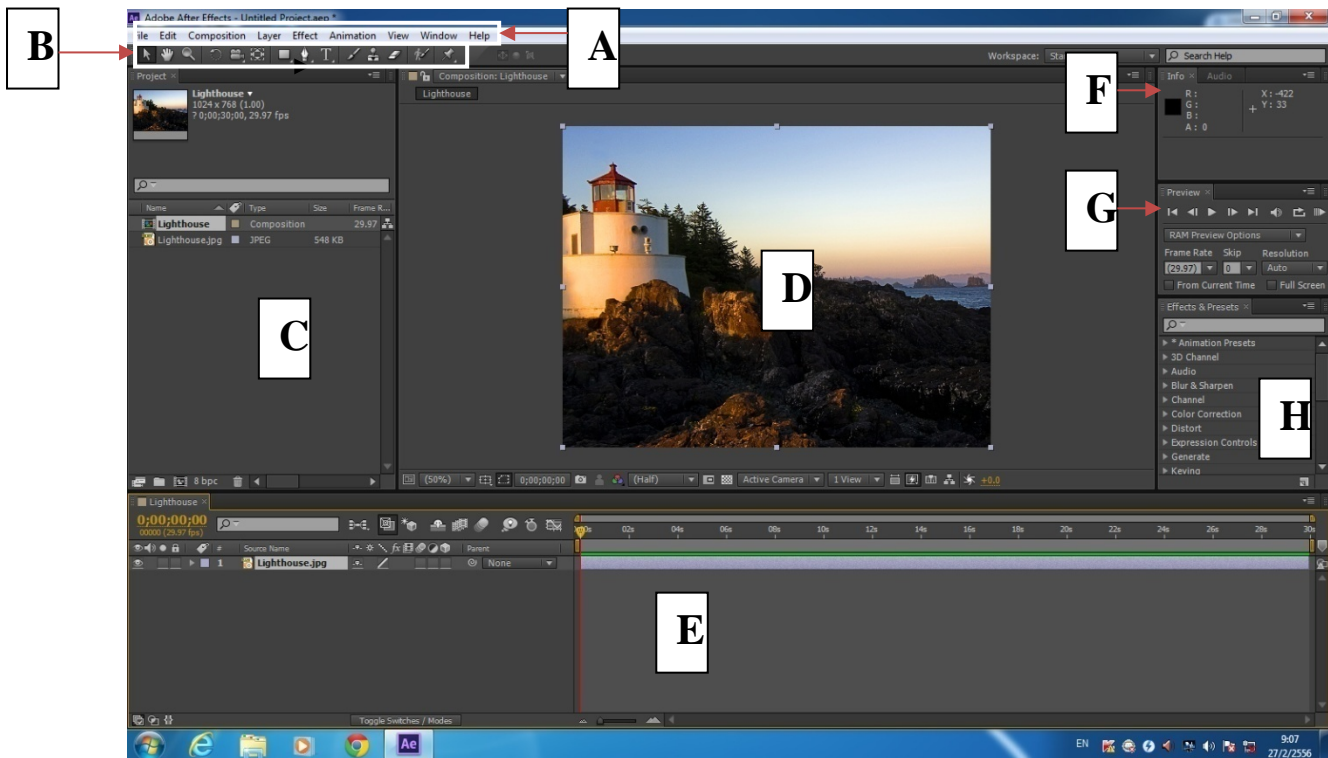 Adobe After Effects - Untitled Project.aep *
File Edit Composition Layer Effect Animation View Window Help
A
B
Workspace:
Search Help
Project
Lighthouse
1024 x 768 (1.00)
? 0;00;30;00, 29.97 fps
Name Type Size Frame R...
Lighthouse Composition 29.97
Lighthouse.jpg JPEG 548 KB
C
8 bpc
Composition: Lighthouse
Lighthouse
D
(50%) 0;00;00;00 (Half) Active Camera 1 View +0.0
F
Info Audio
R : X : -422
G : Y : 33
B :
A : 0
G
Preview
RAM Preview Options
Frame Rate Skip Resolution
(29.97) 0 Auto
From Current Time Full Screen
Effects & Presets
* Animation Presets
3D Channel
Audio
Blur & Sharpen
Channel
Color Correction
Distort
Expression Controls
Generate
Keying
H
Lighthouse
0;00;00;00
00000 (29.97 fps)
02s 04s 06s 08s 10s 12s 14s 16s 18s 20s 22s 24s 26s 28s 30s
# Source Name fx Parent
1 Lighthouse.jpg None
E
Toggle Switches / Modes
Ae
EN
9:07
27/2/2556